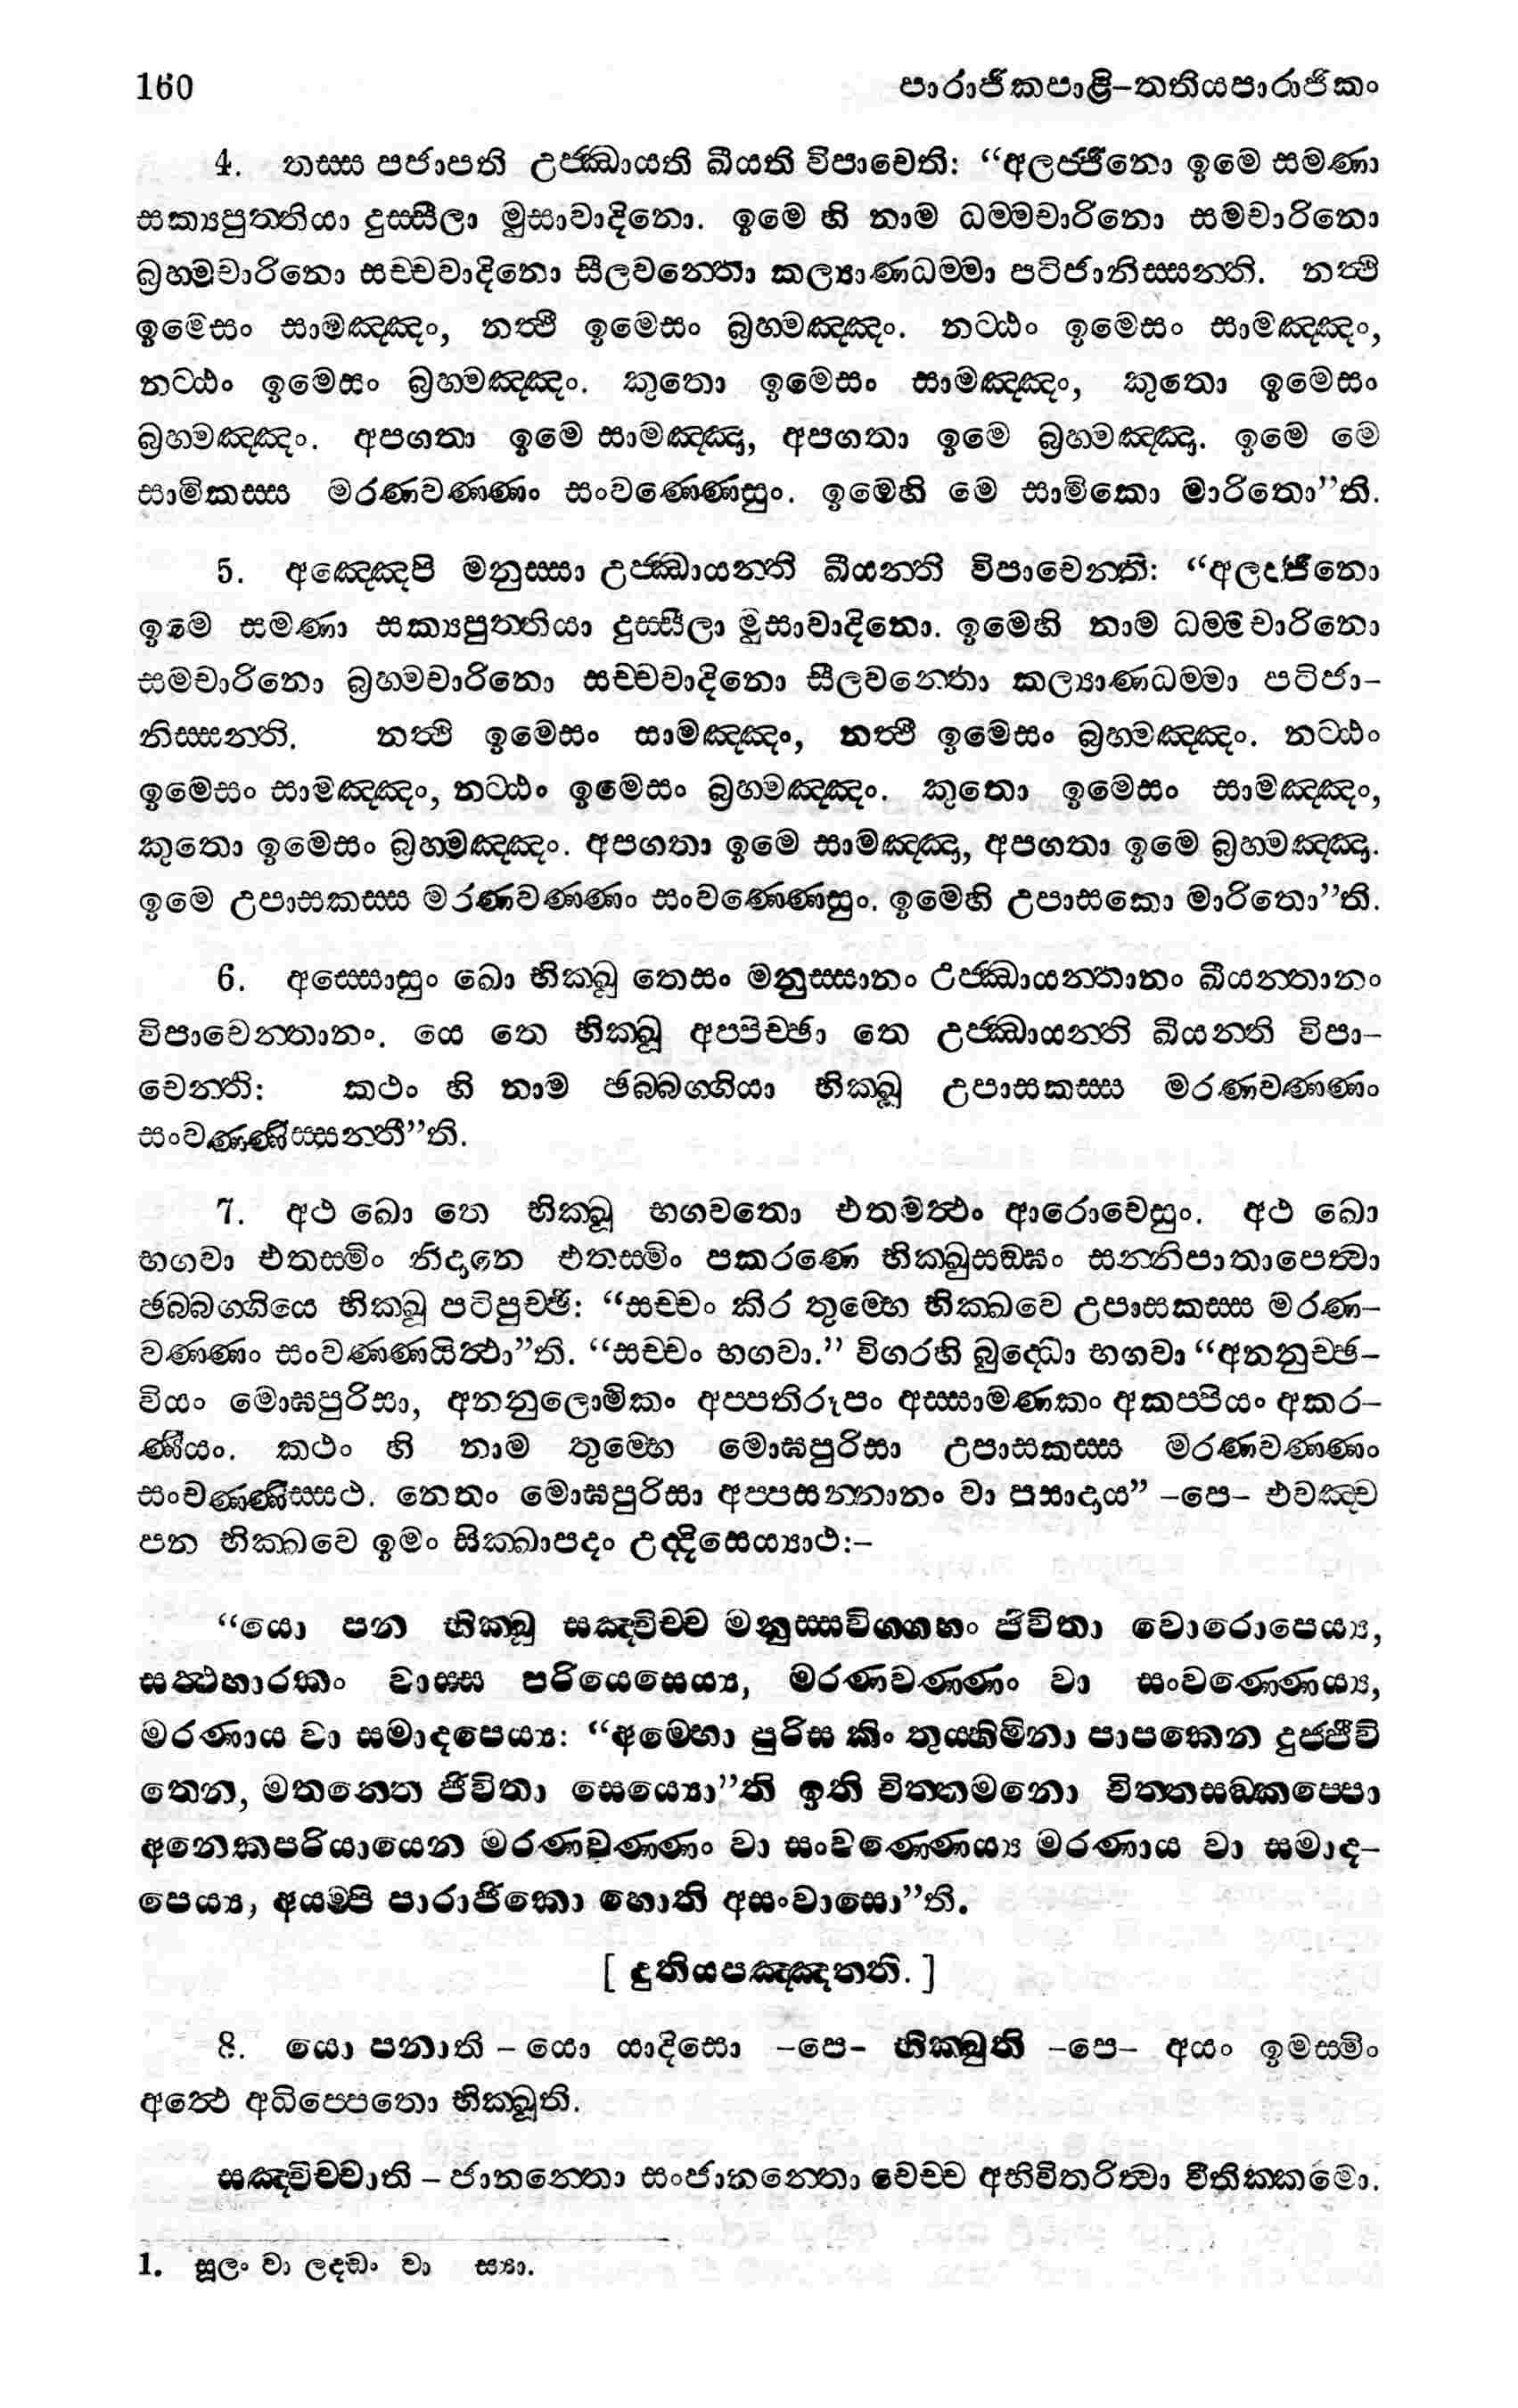 160 පාරාජිකපාළි–තතියපාරාජිකං
4. තස්ස පජාපති උජ්ඣායති ඛීයති විපාචෙති: “අලජ්ජිනො ඉමෙ සමණා
සක්‍යපුත්තියා දුස්සීලා මුසාවාදිනො. ඉමෙ හි නාම ධම්මචාරිනො සමචාරිනො
බ්‍රහ්මචාරිනො සච්චවාදිනො සීලවන්තො කල්‍යාණධම්මා පටිජානිස්සන්ති. නත්ථි
ඉමෙසං සාමඤ්ඤං, නත්ථි ඉමෙසං බ්‍රහ්මඤ්ඤං. නට්ඨං ඉමෙසං සාමඤ්ඤං,
නට්ඨං ඉමෙසං බ්‍රහ්මඤ්ඤං. කුතො ඉමෙසං සාමඤ්ඤං, කුතො ඉමෙසං
බ්‍රහ්මඤ්ඤං. අපගතා ඉමෙ සාමඤ්ඤා, අපගතා ඉමෙ බ්‍රහ්මඤ්ඤා. ඉමෙ මෙ
සාමිකස්ස මරණවණ්ණං සංවණ්ණෙසුං. ඉමෙහි මෙ සාමිකො මාරිතො”ති.
5. අඤ්ඤෙපි මනුස්සා උජ්ඣායන්ති ඛීයන්ති විපාචෙන්ති: “අලජ්ජිනො
ඉමෙ සමණා සක්‍යපුත්තියා දුස්සීලා මුසාවාදිනො. ඉමෙහි නාම ධම්මචාරිනො
සමචාරිනො බ්‍රහ්මචාරිනො සච්චවාදිනො සීලවන්තො කල්‍යාණධම්මා පටිජා–
නිස්සන්ති. නත්ථි ඉමෙසං සාමඤ්ඤං, නත්ථි ඉමෙසං බ්‍රහ්මඤ්ඤං. නට්ඨං
ඉමෙසං සාමඤ්ඤං, නට්ඨං ඉමෙසං බ්‍රහ්මඤ්ඤං. කුතො ඉමෙසං සාමඤ්ඤං,
කුතො ඉමෙසං බ්‍රහ්මඤ්ඤං. අපගතා ඉමෙ සාමඤ්ඤා, අපගතා ඉමෙ බ්‍රහ්මඤ්ඤා.
ඉමෙ උපාසකස්ස මරණවණ්ණං සංවණ්ණෙසුං. ඉමෙහි උපාසකො මාරිතො”ති.
6. අස්සොසුං ඛො භික්ඛූ තෙසං මනුස්සානං උජ්ඣායන්තානං ඛීයන්තානං
විපාචෙන්තානං. යෙ තෙ භික්ඛූ අප්පිච්ඡා තෙ උජ්ඣායන්ති ඛීයන්ති විපා–
චෙන්ති: කථං හි නාම ඡබ්බග්ගියා භික්ඛූ උපාසකස්ස මරණවණ්ණං
සංවණ්ණිස්සන්තී”ති.
7. අථ ඛො තෙ භික්ඛූ භගවතො එතමත්ථං ආරොචෙසුං. අථ ඛො
භගවා එතස්මිං නිදානෙ එතස්මිං පකරණෙ භික්ඛුසඞ්ඝං සන්නිපාතාපෙත්වා
ඡබ්බග්ගියෙ භික්ඛූ පටිපුච්ඡි: “සච්චං කිර තුම්හෙ භික්ඛවෙ උපාසකස්ස මරණ–
වණ්ණං සංවණ්ණයිත්ථා”ති. “සච්චං භගවා.” විගරහි බුද්ධො භගවා “අනනුච්ඡ–
වියං මොඝපුරිසා, අනනුලොමිකං අප්පතිරූපං අස්සාමණකං අකප්පියං අකර–
ණීයං. කථං හි නාම තුම්හෙ මොඝපුරිසා උපාසකස්ස මරණවණ්ණං
සංවණ්ණිස්සථ. නෙතං මොඝපුරිසා අප්පසන්නානං වා පසාදාය” –පෙ– එවඤ්ච
පන භික්ඛවෙ ඉමං සික්ඛාපදං උද්දිසෙය්‍යාථ:–
“යො පන භික්ඛු සඤ්චිච්ච මනුස්සවිග්ගහං ජීවිතා වොරොපෙය්‍ය,
සත්ථහාරකං වාස්ස පරියෙසෙය්‍ය, මරණවණ්ණං වා සංවණ්ණෙය්‍ය,
මරණාය වා සමාදපෙය්‍ය: “අම්භො පුරිස කිං තුය්හිමිනා පාපකෙන දුජ්ජීවි
තෙන, මතන්තෙ ජීවිතා සෙය්‍යො”ති ඉති චිත්තමනො චිත්තසඞ්කප්පො
අනෙකපරියායෙන මරණවණ්ණං වා සංවණ්ණෙය්‍ය මරණාය වා සමාද–
පෙය්‍ය, අයම්පි පාරාජිකො හොති අසංවාසො”ති.
[ දුතියපඤ්ඤත්ති. ]
8. යො පනාති – යො යාදිසො –පෙ– භික්ඛුති –පෙ– අයං ඉමස්මිං
අත්ථෙ අධිප්පෙතො භික්ඛූති.
සඤ්චිච්චාති – ජානන්තො සංජානන්තො චෙච්ච අභිවිතරිත්වා වීතික්කමො.
1. සූලං වා ලදඬං වා ස්‍යා.